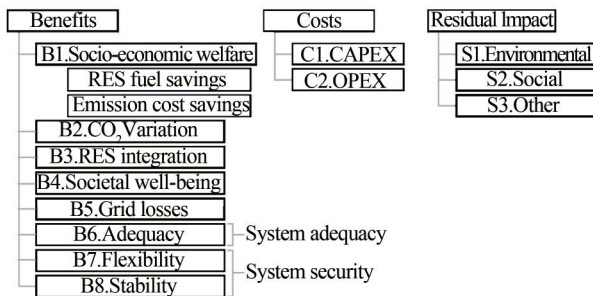 Benefits
B1.Socio-economic welfare
RES fuel savings
Emission cost savings
B2.CO₂Variation
B3.RES integration
B4.Societal well-being
B5.Grid losses
B6.Adequacy
System adequacy
B7.Flexibility
B8.Stability
System security
Costs
C1.CAPEX
C2.OPEX
Residual Impact
S1.Environmental
S2.Social
S3.Other